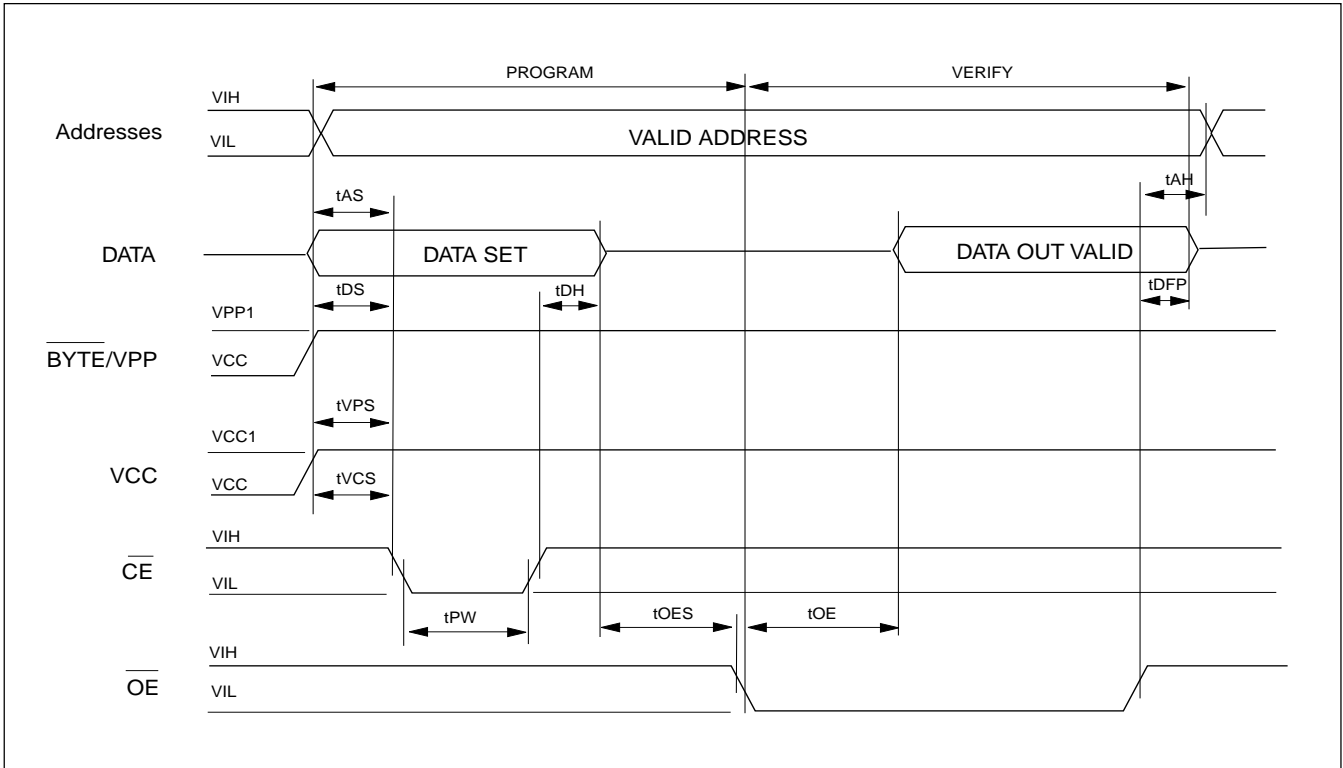 PROGRAM VERIFY
VIH
Addresses
VALID ADDRESS
VIL
tAH
tAS
DATA
DATA SET
DATA OUT VALID
tDS
tDH
tDFP
VPP1
BYTE/VPP
VCC
tVPS
VCC1
VCC
VCC
tVCS
VIH
CE
VIL
tPW
tOES
tOE
VIH
OE
VIL